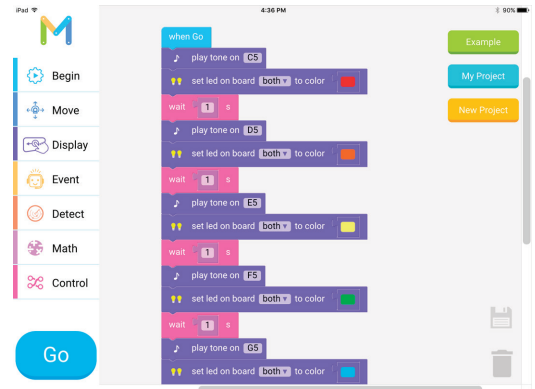 iPad 4:36 PM 90%
when Go
Example
play tone on C5
Begin
My Project
set led on board both to color
wait 1 s
Move
New Project
play tone on D5
Display
set led on board both to color
wait 1 s
Event
play tone on E5
Detect
set led on board both to color
Math
wait 1 s
play tone on F5
Control
set led on board both to color
wait 1 s
Go
play tone on G5
set led on board both to color